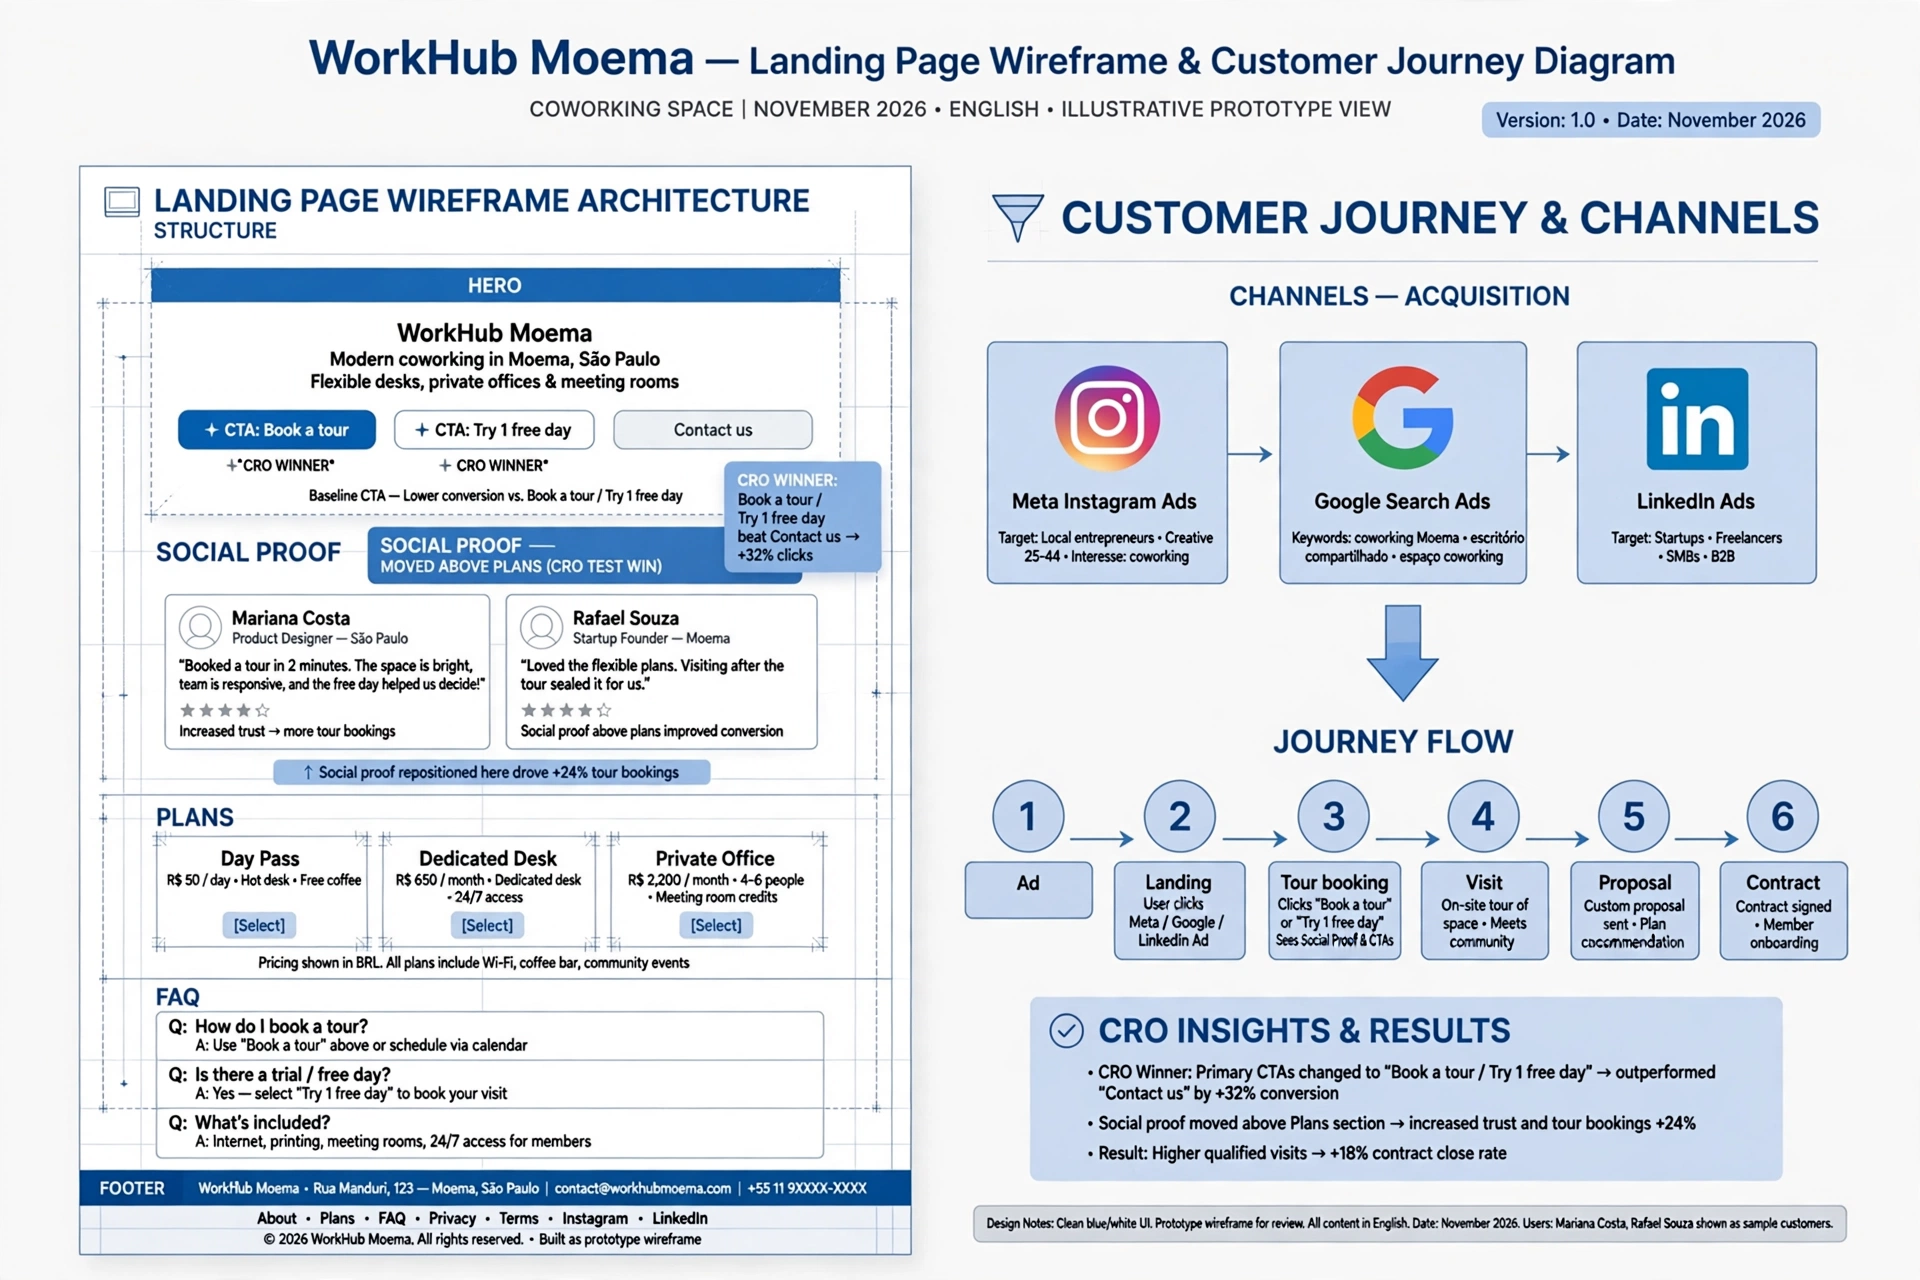 WorkHub Moema — Landing Page Wireframe & Customer Journey Diagram
COWORKING SPACE | NOVEMBER 2026 • ENGLISH • ILLUSTRATIVE PROTOTYPE VIEW
Version: 1.0 • Date: November 2026
LANDING PAGE WIREFRAME ARCHITECTURE
STRUCTURE
HERO
WorkHub Moema
Modern coworking in Moema, São Paulo
Flexible desks, private offices & meeting rooms
CTA: Book a tour
CTA: Try 1 free day
Contact us
"CRO WINNER"
CRO WINNER"
Baseline CTA — Lower conversion vs. Book a tour / Try 1 free day
CRO WINNER:
Book a tour /
Try 1 free day
beat Contact us →
+32% clicks
SOCIAL PROOF
SOCIAL PROOF —
MOVED ABOVE PLANS (CRO TEST WIN)
Mariana Costa
Product Designer — São Paulo
"Booked a tour in 2 minutes. The space is bright,
team is responsive, and the free day helped us decide!"
★★★★☆
Increased trust → more tour bookings
Rafael Souza
Startup Founder — Moema
"Loved the flexible plans. Visiting after the
tour sealed it for us."
★★★★☆
Social proof above plans improved conversion
↑ Social proof repositioned here drove +24% tour bookings
PLANS
Day Pass
R$ 50 / day • Hot desk • Free coffee
[Select]
Dedicated Desk
R$ 650 / month • Dedicated desk
• 24/7 access
[Select]
Private Office
R$ 2,200 / month • 4-6 people
• Meeting room credits
[Select]
Pricing shown in BRL. All plans include Wi-Fi, coffee bar, community events
FAQ
Q: How do I book a tour?
A: Use "Book a tour" above or schedule via calendar
Q: Is there a trial / free day?
A: Yes — select "Try 1 free day" to book your visit
Q: What's included?
A: Internet, printing, meeting rooms, 24/7 access for members
FOOTER
WorkHub Moema • Rua Manduri, 123 — Moema, São Paulo | contact@workhubmoema.com | +55 11 9XXXX-XXXX
About • Plans • FAQ • Privacy • Terms • Instagram • LinkedIn
© 2026 WorkHub Moema. All rights reserved. • Built as prototype wireframe
CUSTOMER JOURNEY & CHANNELS
CHANNELS — ACQUISITION
Meta Instagram Ads
Target: Local entrepreneurs • Creative
25-44 • Interesse: coworking
Google Search Ads
Keywords: coworking Moema • escritório
compartilhado • espaço coworking
in
LinkedIn Ads
Target: Startups • Freelancers
• SMBs • B2B
JOURNEY FLOW
1
Ad
2
Landing
User clicks
Meta / Google /
Linkedin Ad
3
Tour booking
Clicks "Book a tour"
or "Try 1 free day"
Sees Social Proof & CTAs
4
Visit
On-site tour of
space • Meets
community
5
Proposal
Custom proposal
sent • Plan
cocommendation
6
Contract
Contract signed
• Member
onboarding
CRO INSIGHTS & RESULTS
• CRO Winner: Primary CTAs changed to "Book a tour / Try 1 free day" → outperformed
"Contact us" by +32% conversion
• Social proof moved above Plans section → increased trust and tour bookings +24%
• Result: Higher qualified visits → +18% contract close rate
Design Notes: Clean blue/white UI. Prototype wireframe for review. All content in English. Date: November 2026. Users: Mariana Costa, Rafael Souza shown as sample customers.